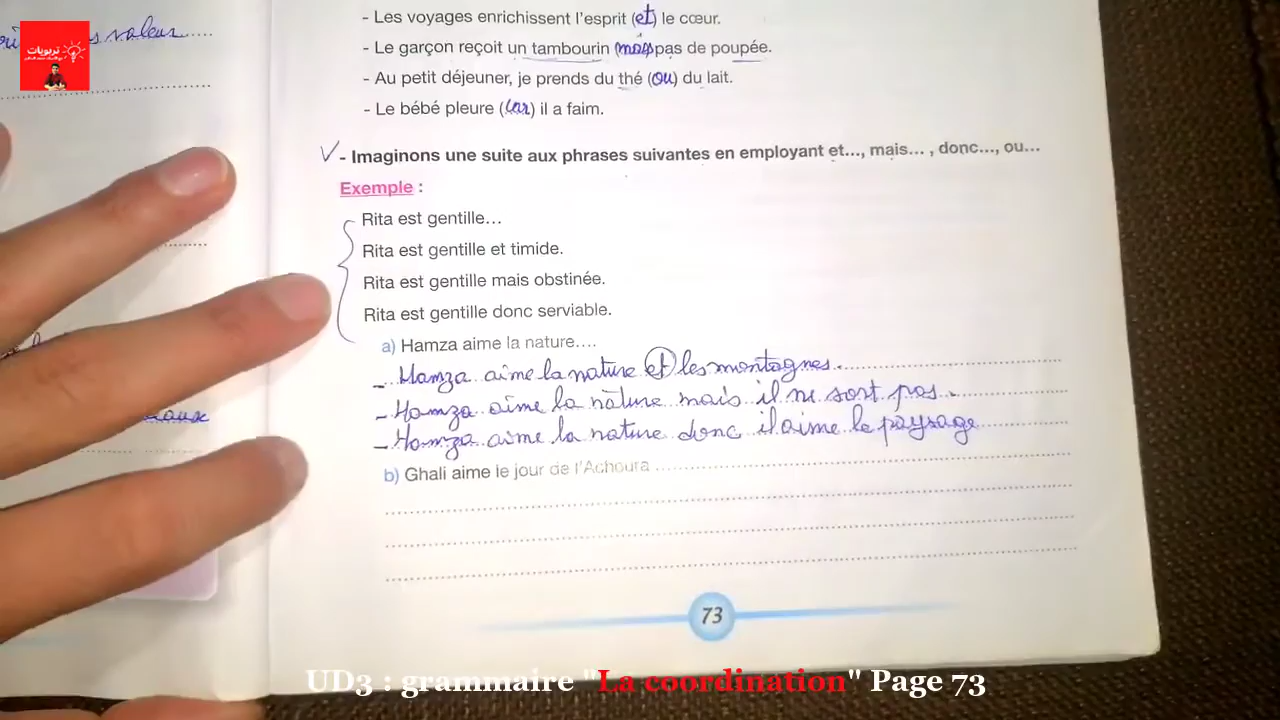 valeur
تربويات
- Les voyages enrichissent l'esprit (et) le cœur.
- Le garçon reçoit un tambourin (mais) pas de poupée.
- Au petit déjeuner, je prends du thé (ou) du lait.
- Le bébé pleure (car) il a faim.
- Imaginons une suite aux phrases suivantes en employant et..., mais... , donc..., ou...
Exemple :
Rita est gentille...
Rita est gentille et timide.
Rita est gentille mais obstinée.
Rita est gentille donc serviable.
a) Hamza aime la nature....
- Hamza aime la nature et les montagnes.
- Hamza aime la nature mais il ne sort pas.
- Hamza aime la nature donc il aime le paysage
b) Ghali aime le jour de l'Achoura
73
UD3 : grammaire "La coordination" Page 73